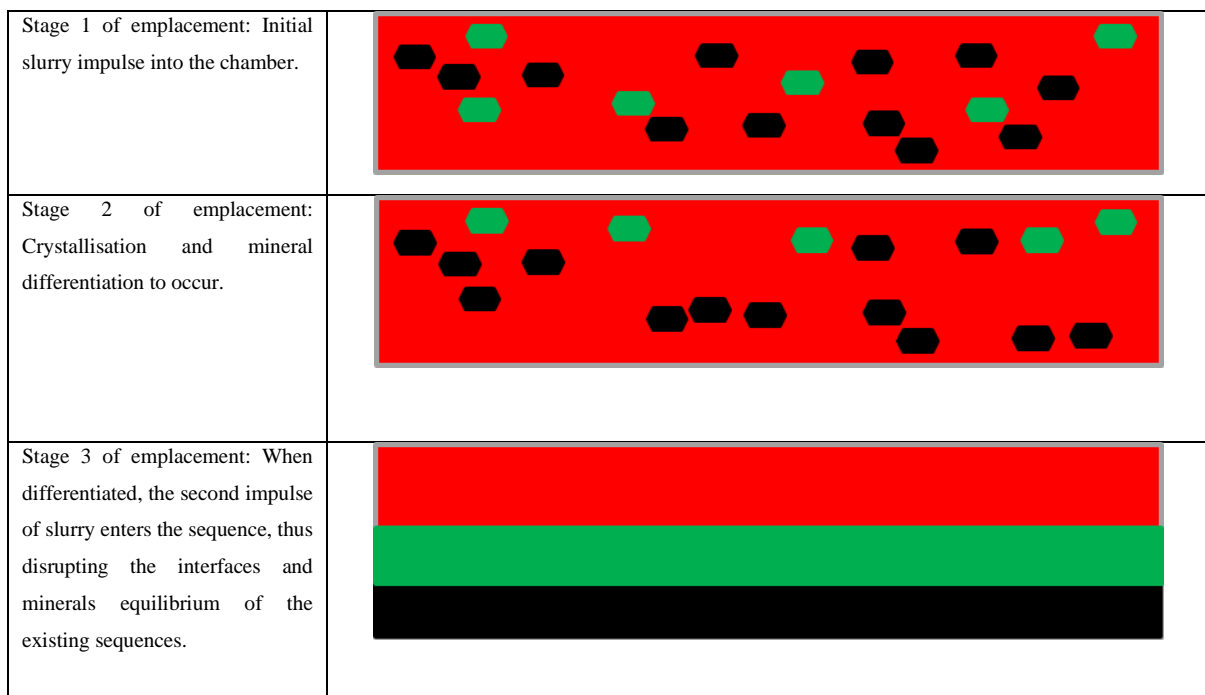 Stage 1 of emplacement: Initial
slurry impulse into the chamber.
Stage 2 of emplacement:
Crystallisation and mineral
differentiation to occur.
Stage 3 of emplacement: When
differentiated, the second impulse
of slurry enters the sequence, thus
disrupting the interfaces and
minerals equilibrium of the
existing sequences.